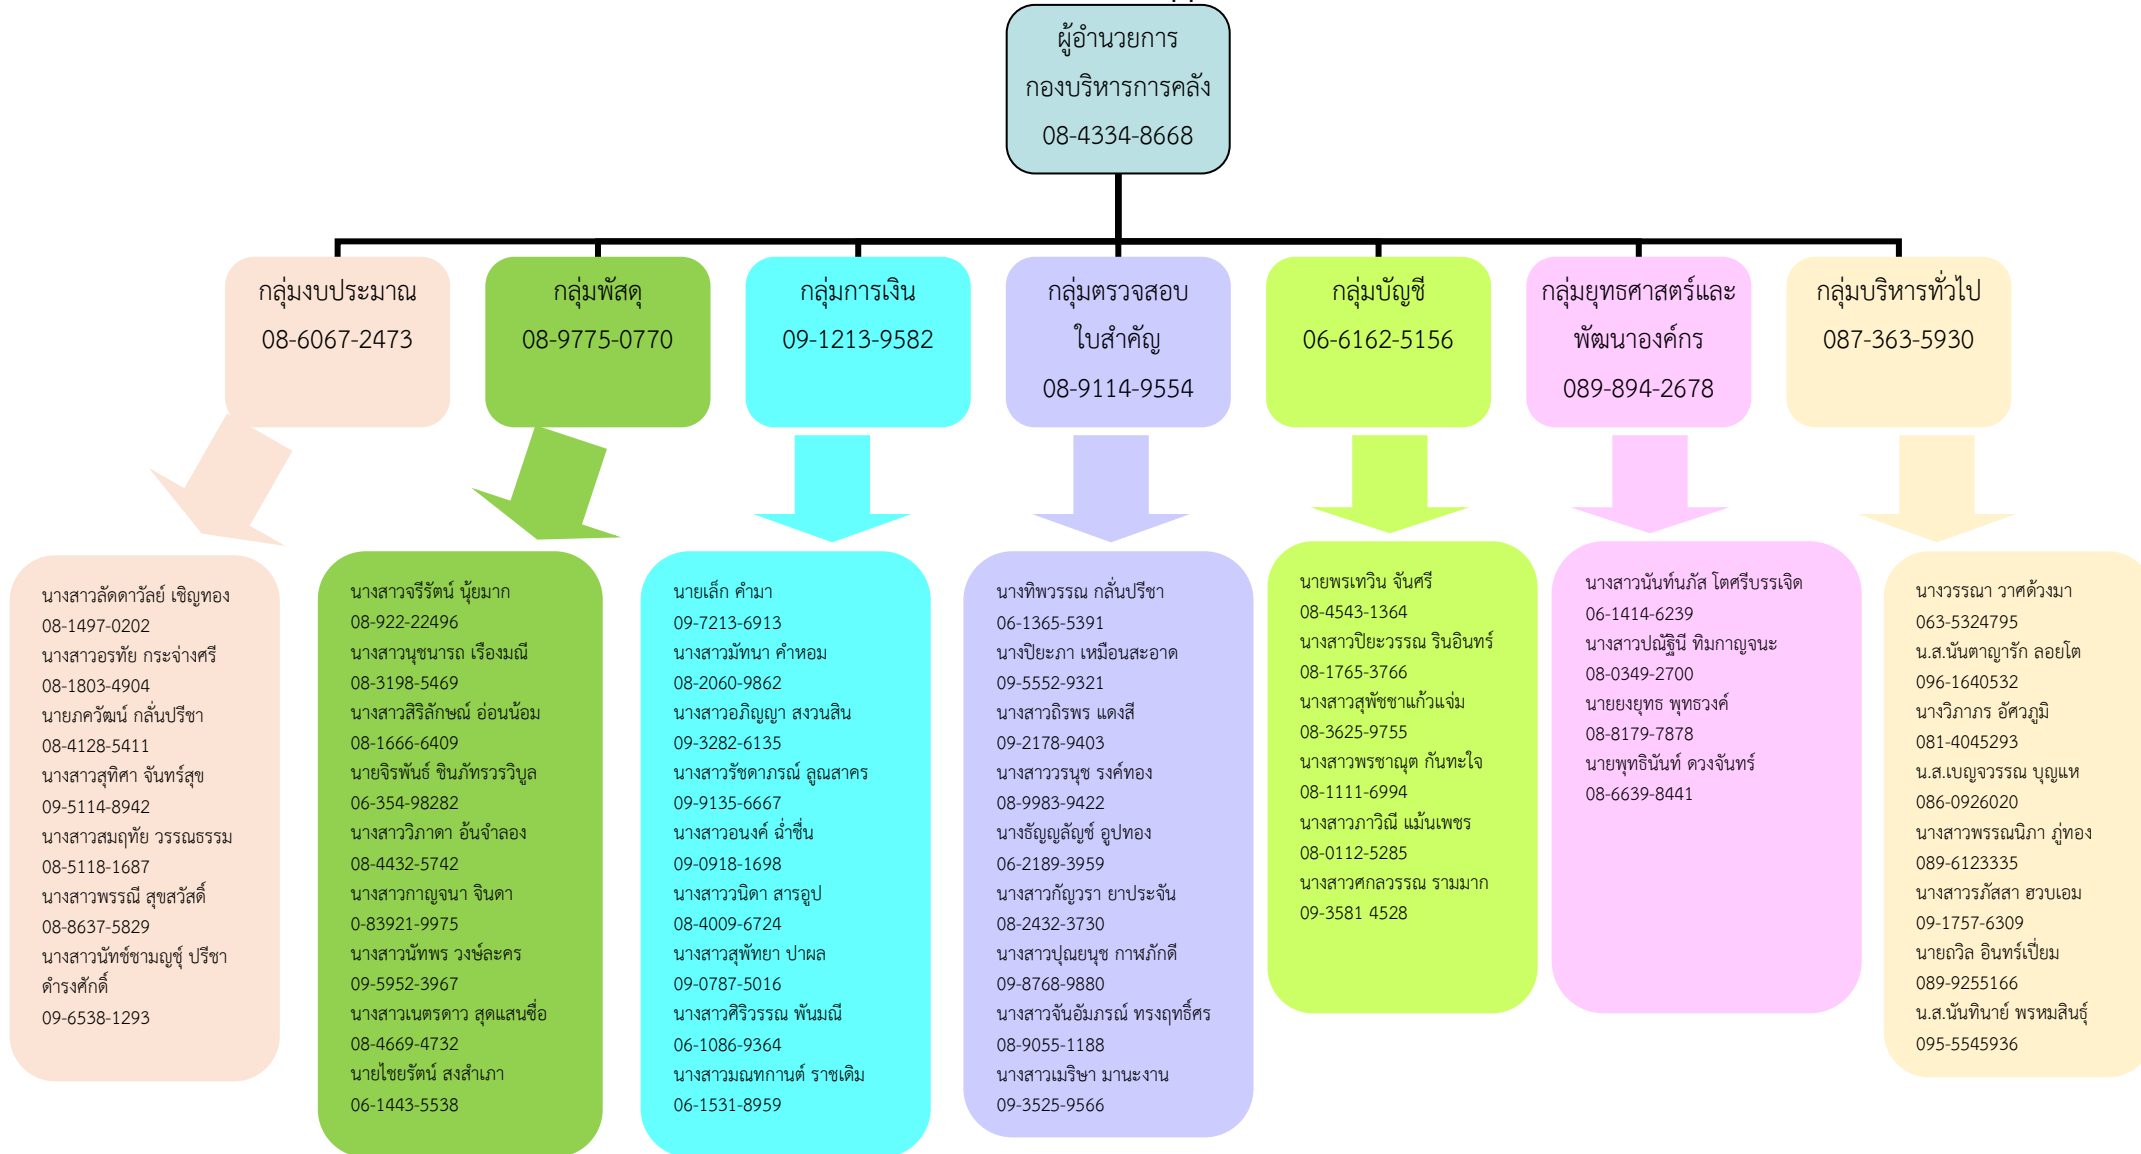 ผู้อำนวยการ
กองบริหารการคลัง
08-4334-8668
กลุ่มงบประมาณ
08-6067-2473
กลุ่มพัสดุ
08-9775-0770
กลุ่มการเงิน
09-1213-9582
กลุ่มตรวจสอบ
ใบสำคัญ
08-9114-9554
กลุ่มบัญชี
06-6162-5156
กลุ่มยุทธศาสตร์และ
พัฒนาองค์กร
089-894-2678
กลุ่มบริหารทั่วไป
087-363-5930
นางสาวลัดดาวัลย์ เชิญทอง
08-1497-0202
นางสาวอรทัย กระจ่างศรี
08-1803-4904
นายภควัฒน์ กลั่นปรีชา
08-4128-5411
นางสาวสุทิศา จันทร์สุข
09-5114-8942
นางสาวสมฤทัย วรรณธรรม
08-5118-1687
นางสาวพรรณี สุขสวัสดิ์
08-8637-5829
นางสาวนัทช์ชามญชุ์ ปรีชา
ดำรงศักดิ์
09-6538-1293
นางสาวจรีรัตน์ นุ้ยมาก
08-922-22496
นางสาวนุชนารถ เรืองมณี
08-3198-5469
นางสาวสิริลักษณ์ อ่อนน้อม
08-1666-6409
นายจิรพันธ์ ชินภัทรวรวิบูล
06-354-98282
นางสาววิภาดา อ้นจำลอง
08-4432-5742
นางสาวกาญจนา จินดา
0-83921-9975
นางสาวนัทพร วงษ์ละคร
09-5952-3967
นางสาวเนตรดาว สุดแสนซื่อ
08-4669-4732
นายไชยรัตน์ สงสำเภา
06-1443-5538
นายเล็ก คำมา
09-7213-6913
นางสาวมัทนา คำหอม
08-2060-9862
นางสาวอภิญญา สงวนสิน
09-3282-6135
นางสาวรัชดาภรณ์ ลูณสาคร
09-9135-6667
นางสาวอนงค์ ฉ่ำชื่น
09-0918-1698
นางสาววนิดา สารอูป
08-4009-6724
นางสาวสุพัทยา ปาผล
09-0787-5016
นางสาวศิริวรรณ พันมณี
06-1086-9364
นางสาวมณฑกานต์ ราชเดิม
06-1531-8959
นางทิพวรรณ กลั่นปรีชา
06-1365-5391
นางปิยะภา เหมือนสะอาด
09-5552-9321
นางสาวถิรพร แดงสี
09-2178-9403
นางสาววรนุช รงค์ทอง
08-9983-9422
นางธัญญลัญช์ อูปทอง
06-2189-3959
นางสาวกัญวรา ยาประจัน
08-2432-3730
นางสาวปุณยนุช กาฬภักดี
09-8768-9880
นางสาวจันอัมภรณ์ ทรงฤทธิ์ศร
08-9055-1188
นางสาวเมริษา มานะงาน
09-3525-9566
นายพรเทวิน จันศรี
08-4543-1364
นางสาวปิยะวรรณ รินอินทร์
08-1765-3766
นางสาวสุพัชชาแก้วแจ่ม
08-3625-9755
นางสาวพรชาณุต กันทะใจ
08-1111-6994
นางสาวภาวิณี แม้นเพชร
08-0112-5285
นางสาวศกลวรรณ รามมาก
09-3581 4528
นางสาวนันท์นภัส โตศรีบรรเจิด
06-1414-6239
นางสาวปณัฐินี ทิมกาญจนะ
08-0349-2700
นายยงยุทธ พุทธวงค์
08-8179-7878
นายพุทธินันท์ ดวงจันทร์
08-6639-8441
นางวรรณา วาศด้วงมา
063-5324795
น.ส.นันตาญารัก ลอยโต
096-1640532
นางวิภาภร อัศวภูมิ
081-4045293
น.ส.เบญจวรรณ บุญแห
086-0926020
นางสาวพรรณนิภา ภู่ทอง
089-6123335
นางสาวรภัสสา ฮวบเอม
09-1757-6309
นายถวิล อินทร์เปี่ยม
089-9255166
น.ส.นันทินาย์ พรหมสินธุ์
095-5545936